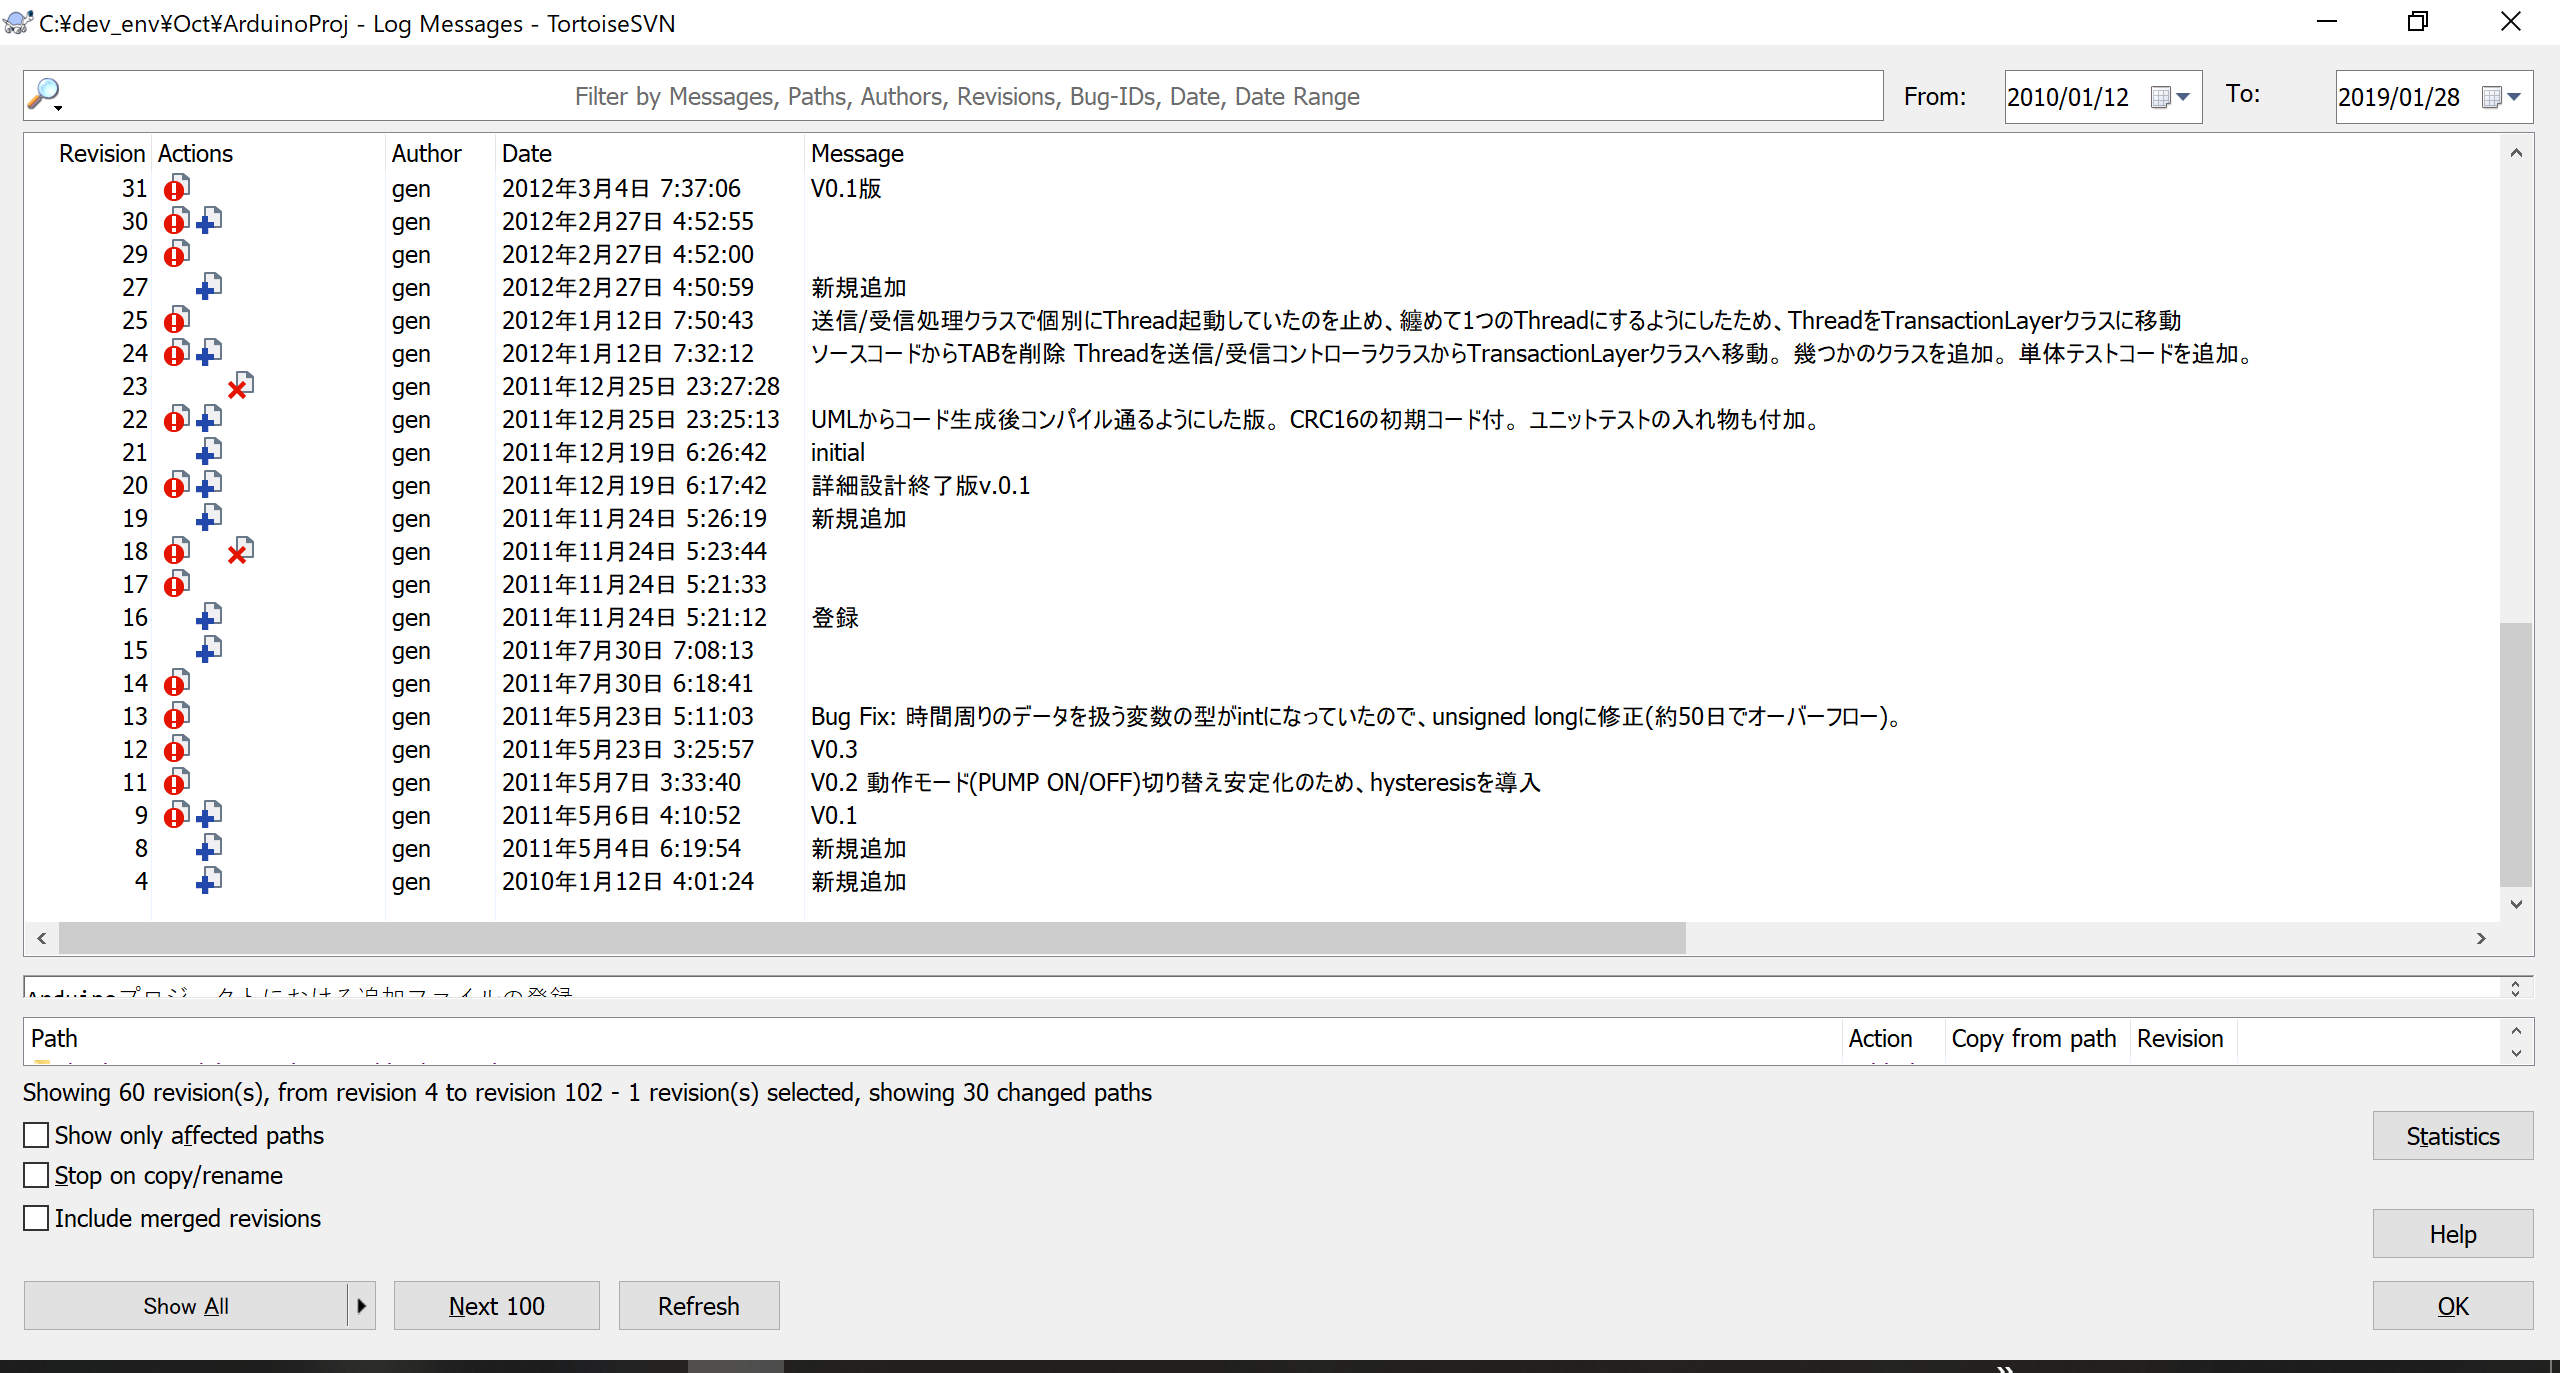 C:¥dev_env¥Oct¥ArduinoProj - Log Messages - TortoiseSVN
Filter by Messages, Paths, Authors, Revisions, Bug-IDs, Date, Date Range From: 2010/01/12 To: 2019/01/28
Revision Actions Author Date Message
31 gen 2012年3月4日 7:37:06 V0.1版
30 gen 2012年2月27日 4:52:55
29 gen 2012年2月27日 4:52:00
27 gen 2012年2月27日 4:50:59 新規追加
25 gen 2012年1月12日 7:50:43 送信/受信処理クラスで個別にThread起動していたのを止め、纏めて1つのThreadにするようにしたため、ThreadをTransactionLayerクラスに移動
24 gen 2012年1月12日 7:32:12 ソースコードからTABを削除 Threadを送信/受信コントローラクラスからTransactionLayerクラスへ移動。幾つかのクラスを追加。単体テストコードを追加。
23 gen 2011年12月25日 23:27:28
22 gen 2011年12月25日 23:25:13 UMLからコード生成後コンパイル通るようにした版。CRC16の初期コード付。ユニットテストの入れ物も付加。
21 gen 2011年12月19日 6:26:42 initial
20 gen 2011年12月19日 6:17:42 詳細設計終了版v.0.1
19 gen 2011年11月24日 5:26:19 新規追加
18 gen 2011年11月24日 5:23:44
17 gen 2011年11月24日 5:21:33
16 gen 2011年11月24日 5:21:12 登録
15 gen 2011年7月30日 7:08:13
14 gen 2011年7月30日 6:18:41
13 gen 2011年5月23日 5:11:03 Bug Fix: 時間周りのデータを扱う変数の型がintになっていたので、unsigned longに修正(約50日でオーバーフロー)。
12 gen 2011年5月23日 3:25:57 V0.3
11 gen 2011年5月7日 3:33:40 V0.2 動作モード(PUMP ON/OFF)切り替え安定化のため、hysteresisを導入
9 gen 2011年5月6日 4:10:52 V0.1
8 gen 2011年5月4日 6:19:54 新規追加
4 gen 2010年1月12日 4:01:24 新規追加
Arduinoプロジェクトにおける追加ファイルの登録
Path Action Copy from path Revision
Showing 60 revision(s), from revision 4 to revision 102 - 1 revision(s) selected, showing 30 changed paths
Show only affected paths
Statistics
Stop on copy/rename
Include merged revisions
Help
Show All Next 100 Refresh OK